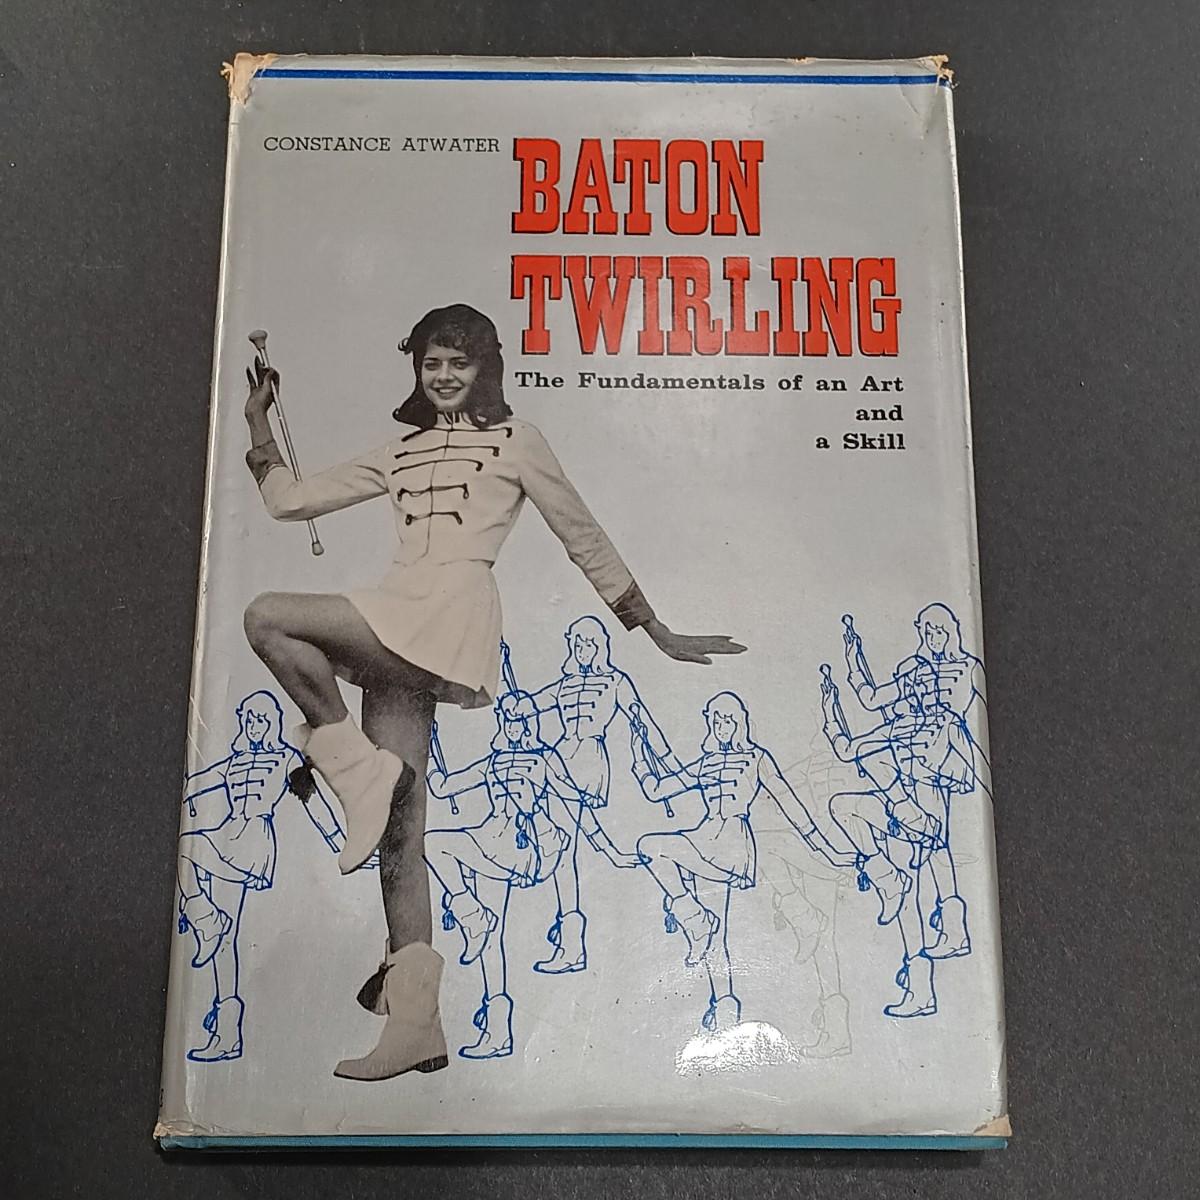 CONSTANCE ATWATER
BATON
TWIRLING
The Fundamentals of an Art
and
a Skill